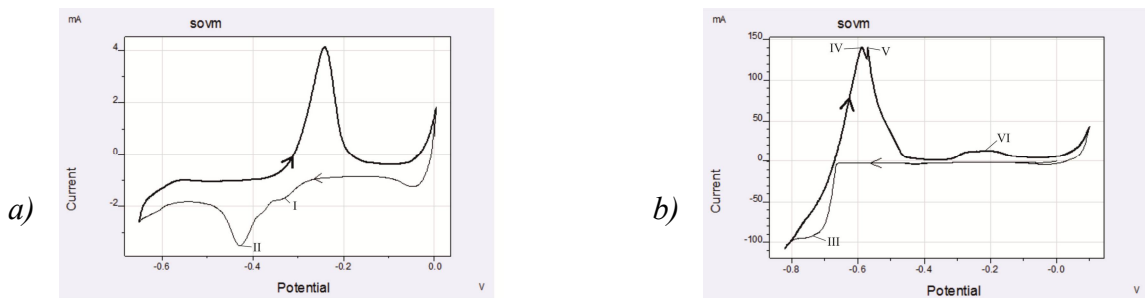 mA
sovm
4
2
0
-2
Currrent
I
II
-0.6
-0.4
-0.2
0.0
Potential
V
a)
mA
sovm
150
100
50
0
-50
-100
Currrent
IV
V
VI
III
-0.8
-0.6
-0.4
-0.2
-0.0
Potential
V
b)